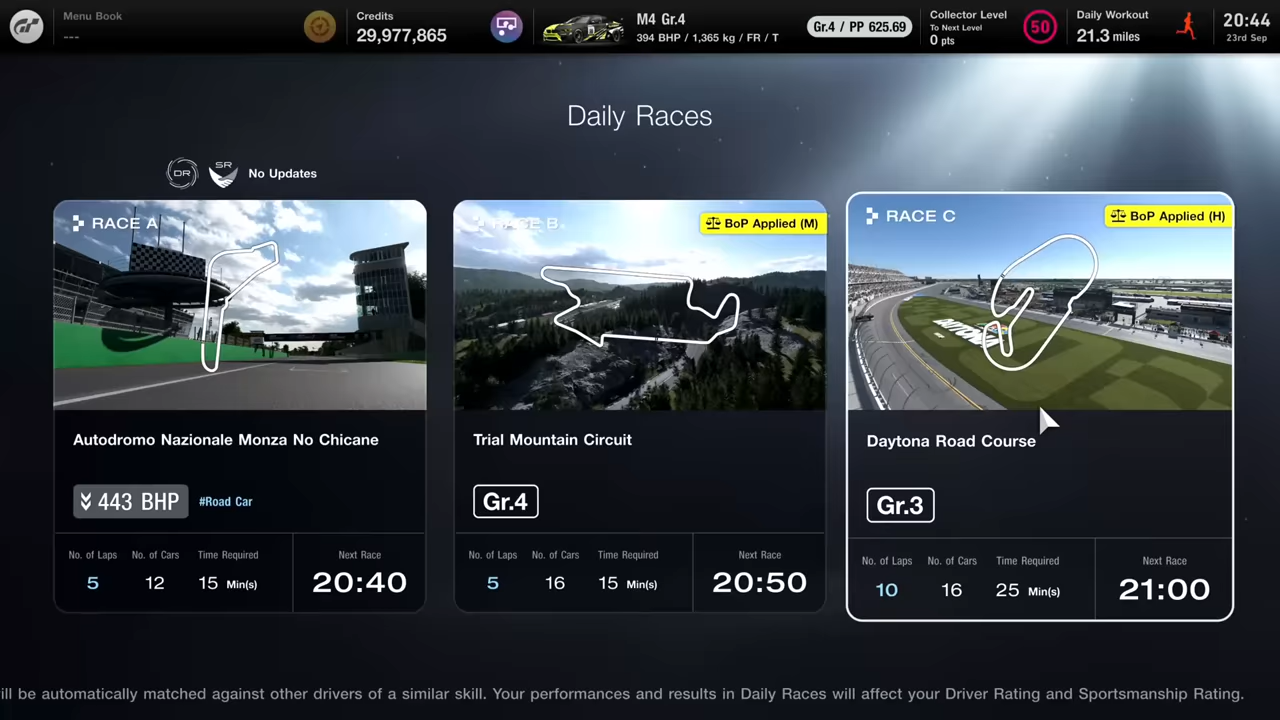 Menu Book
---
Credits
29,977,865
M4 Gr.4
394 BHP / 1,365 kg / FR / T
Gr.4 / PP 625.69
Collector Level
To Next Level
0 pts
50
Daily Workout
21.3 miles
20:44
23rd Sep
Daily Races
DR
SR
No Updates
RACE A
Autodromo Nazionale Monza No Chicane
443 BHP
#Road Car
No. of Laps
No. of Cars
Time Required
Next Race
5
12
15 Min(s)
20:40
RACE B
BoP Applied (M)
Trial Mountain Circuit
Gr.4
No. of Laps
No. of Cars
Time Required
Next Race
5
16
15 Min(s)
20:50
RACE C
BoP Applied (H)
DAYTONA
Daytona Road Course
Gr.3
No. of Laps
No. of Cars
Time Required
Next Race
10
16
25 Min(s)
21:00
ill be automatically matched against other drivers of a similar skill. Your performances and results in Daily Races will affect your Driver Rating and Sportsmanship Rating.